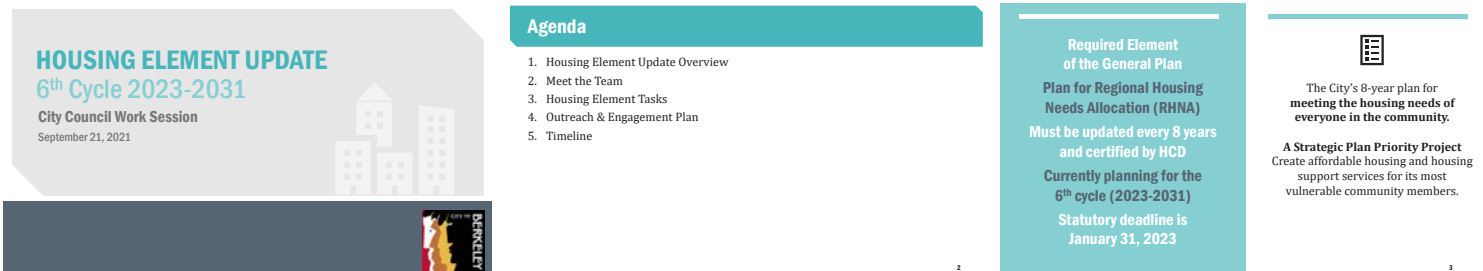 HOUSING ELEMENT UPDATE
6th Cycle 2023-2031
City Council Work Session
September 21, 2021
CITY OF
BERKELEY
Agenda
1. Housing Element Update Overview
2. Meet the Team
3. Housing Element Tasks
4. Outreach & Engagement Plan
5. Timeline
2
Required Element
of the General Plan
Plan for Regional Housing
Needs Allocation (RHNA)
Must be updated every 8 years
and certified by HCD
Currently planning for the
6th cycle (2023-2031)
Statutory deadline is
January 31, 2023
The City's 8-year plan for
meeting the housing needs of
everyone in the community.
A Strategic Plan Priority Project
Create affordable housing and housing
support services for its most
vulnerable community members.
3